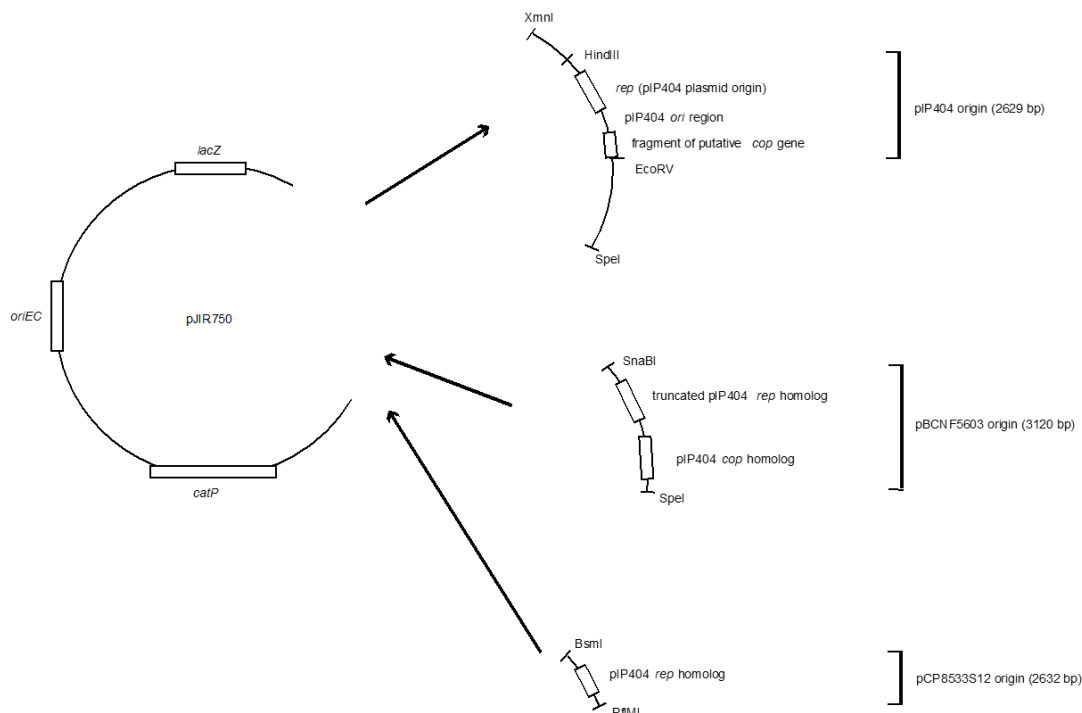 XmnI
HindIII
rep (pIP404 plasmid origin)
pIP404 ori region
fragment of putative cop gene
EcoRV
SpeI
pIP404 origin (2629 bp)
lacZ
oriEC
pJIR750
catP
SnaBI
truncated pIP404 rep homolog
pIP404 cop homolog
SpeI
pBCNF5603 origin (3120 bp)
BsmI
pIP404 rep homolog
pCP8533S12 origin (2632 bp)